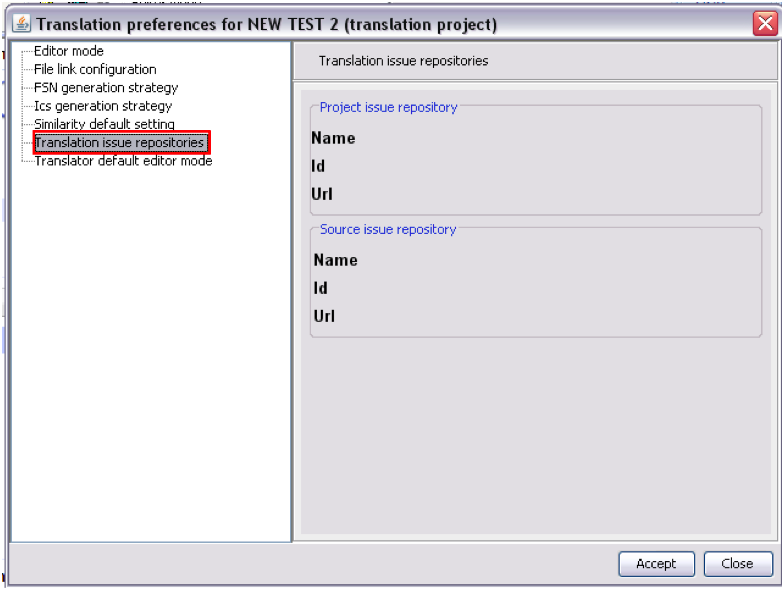 Translation preferences for NEW TEST 2 (translation project)
Editor mode
File link configuration
FSN generation strategy
Ics generation strategy
Similarity default setting
Translation issue repositories
Translator default editor mode
Translation issue repositories
Project issue repository
Name
Id
Url
Source issue repository
Name
Id
Url
Accept
Close